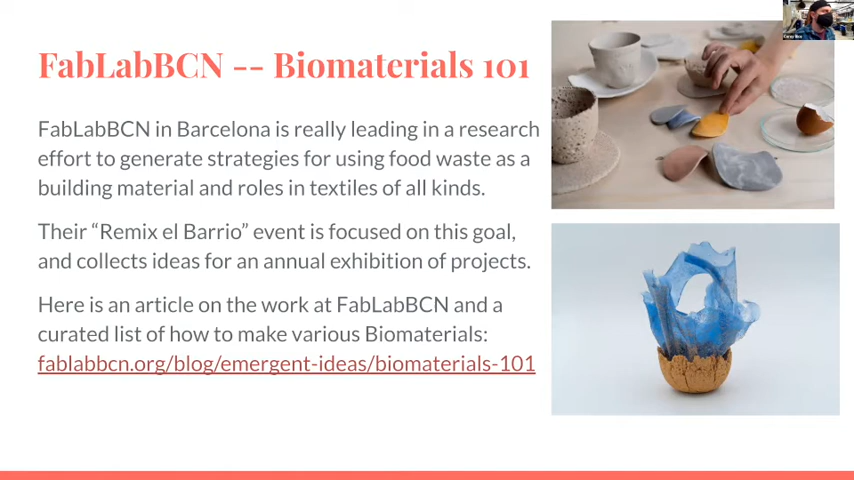 FabLabBCN -- Biomaterials 101
FabLabBCN in Barcelona is really leading in a research
effort to generate strategies for using food waste as a
building material and roles in textiles of all kinds.
Their “Remix el Barrio” event is focused on this goal,
and collects ideas for an annual exhibition of projects.
Here is an article on the work at FabLabBCN and a
curated list of how to make various Biomaterials:
fablabbcn.org/blog/emergent-ideas/biomaterials-101